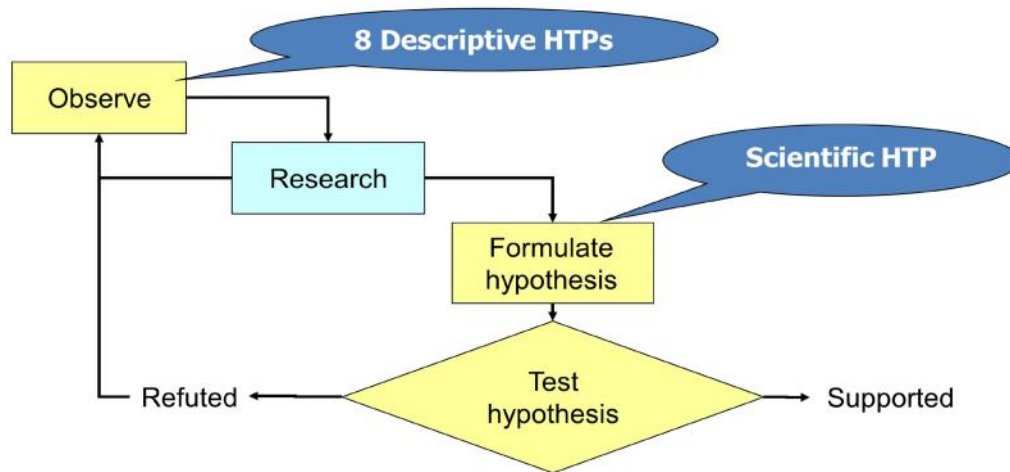 8 Descriptive HTPs
Observe
Scientific HTP
Research
Formulate
hypothesis
Test
hypothesis
Refuted
Supported